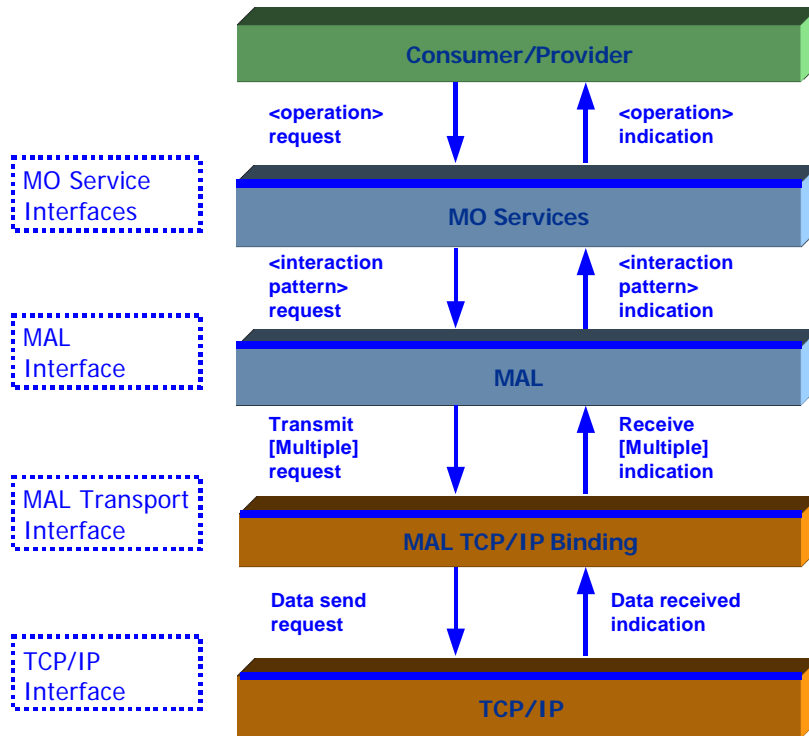 Consumer/Provider
<operation>
request
<operation>
indication
MO Service
Interfaces
MO Services
<interaction
pattern>
request
<interaction
pattern>
indication
MAL
Interface
MAL
Transmit
[Multiple]
request
Receive
[Multiple]
indication
MAL Transport
Interface
MAL TCP/IP Binding
Data send
request
Data received
indication
TCP/IP
Interface
TCP/IP